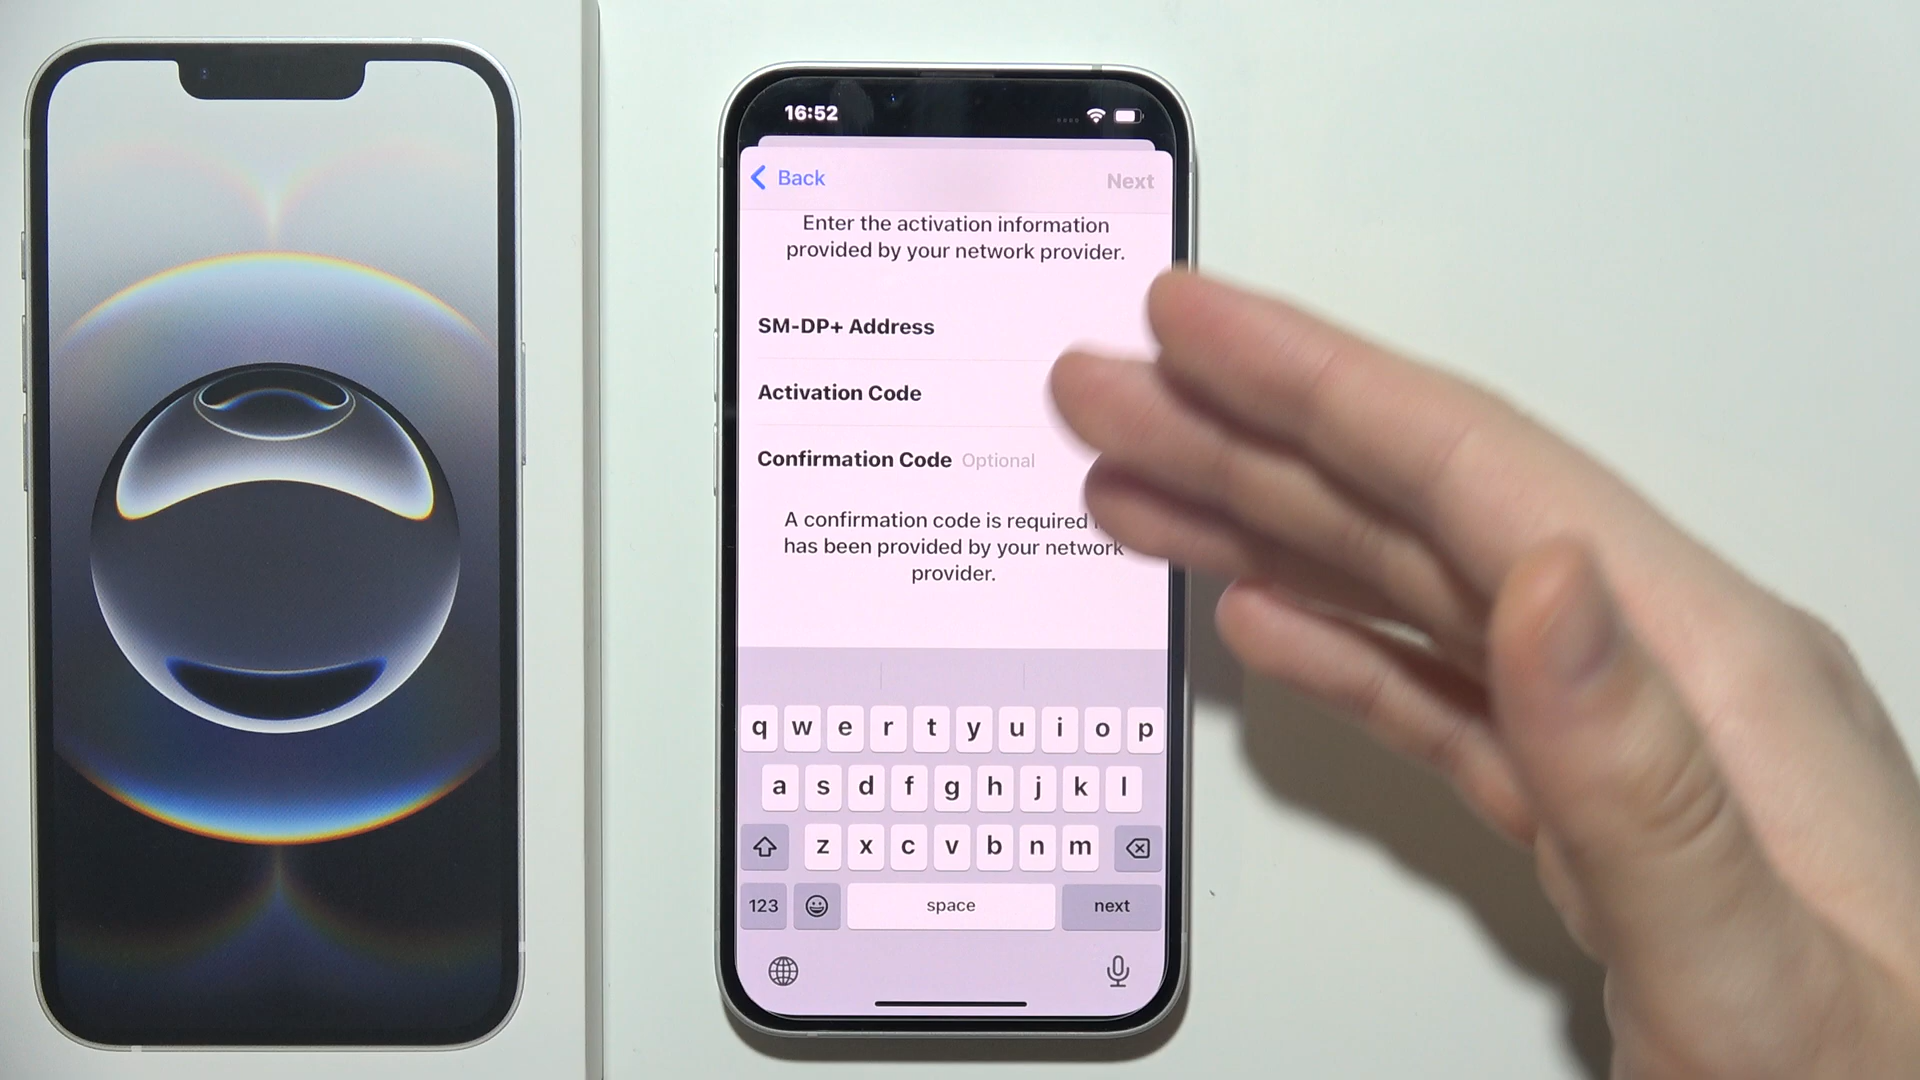 16:52
Back
Next
Enter the activation information
provided by your network provider.
SM-DP+ Address
Activation Code
Confirmation Code Optional
A confirmation code is required
has been provided by your network
provider.
q w e r t y u i o p
a s d f g h j k l
z x c v b n m
123 space next